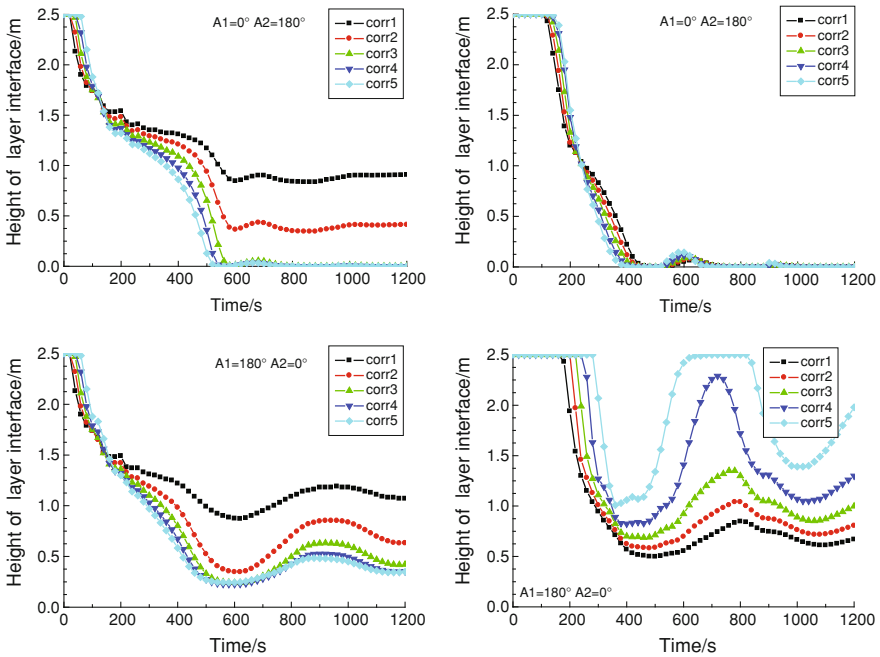 2.5
2.0
1.5
1.0
0.5
0.0
Height of layer interface/m
A1=0° A2=180°
corr1
corr2
corr3
corr4
corr5
0 200 400 600 800 1000 1200
Time/s
2.5
2.0
1.5
1.0
0.5
0.0
Height of layer interface/m
A1=0° A2=180°
corr1
corr2
corr3
corr4
corr5
0 200 400 600 800 1000 1200
Time/s
2.5
2.0
1.5
1.0
0.5
0.0
Height of layer interface/m
A1=180° A2=0°
corr1
corr2
corr3
corr4
corr5
0 200 400 600 800 1000 1200
Time/s
2.5
2.0
1.5
1.0
0.5
0.0
Height of layer interface/m
corr1
corr2
corr3
corr4
corr5
A1=180° A2=0°
0 200 400 600 800 1000 1200
Time/s